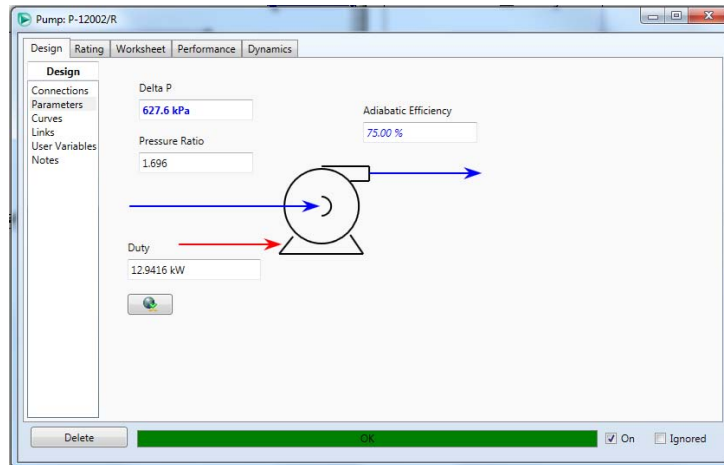 Pump: P-12002/R
Design Rating Worksheet Performance Dynamics
Design
Connections
Parameters
Curves
Links
User Variables
Notes
Delta P
627.6 kPa
Adiabatic Efficiency
75.00 %
Pressure Ratio
1.696
Duty
12.9416 kW
Delete
OK
On
Ignored